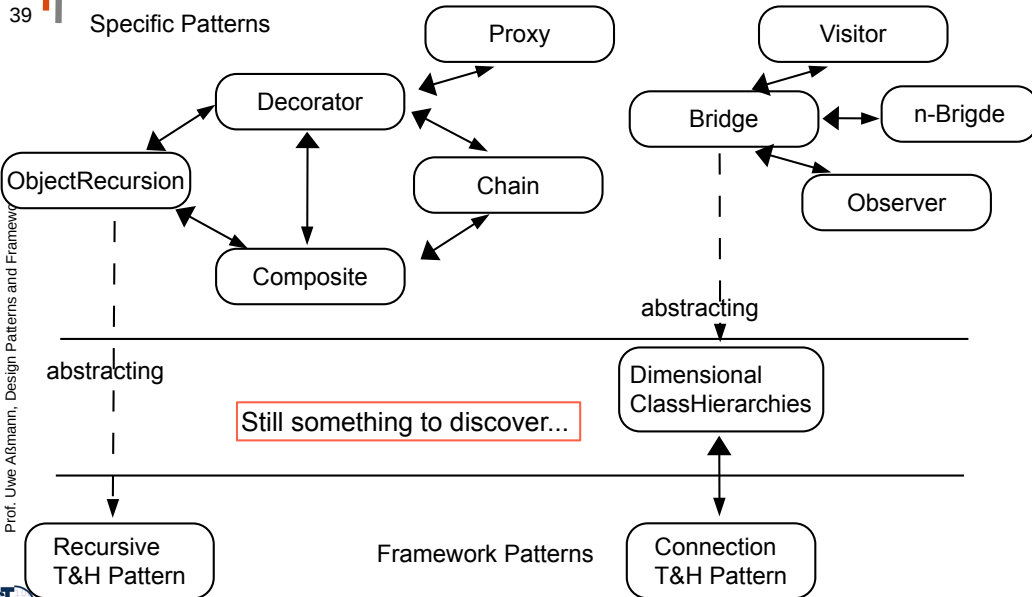 39
Specific Patterns
Proxy
Visitor
Decorator
Bridge
n-Brigde
ObjectRecursion
Chain
Observer
Composite
abstracting
abstracting
Dimensional
ClassHierarchies
Still something to discover...
Recursive
T&H Pattern
Framework Patterns
Connection
T&H Pattern
Prof. Uwe Aßmann, Design Patterns and Framewo